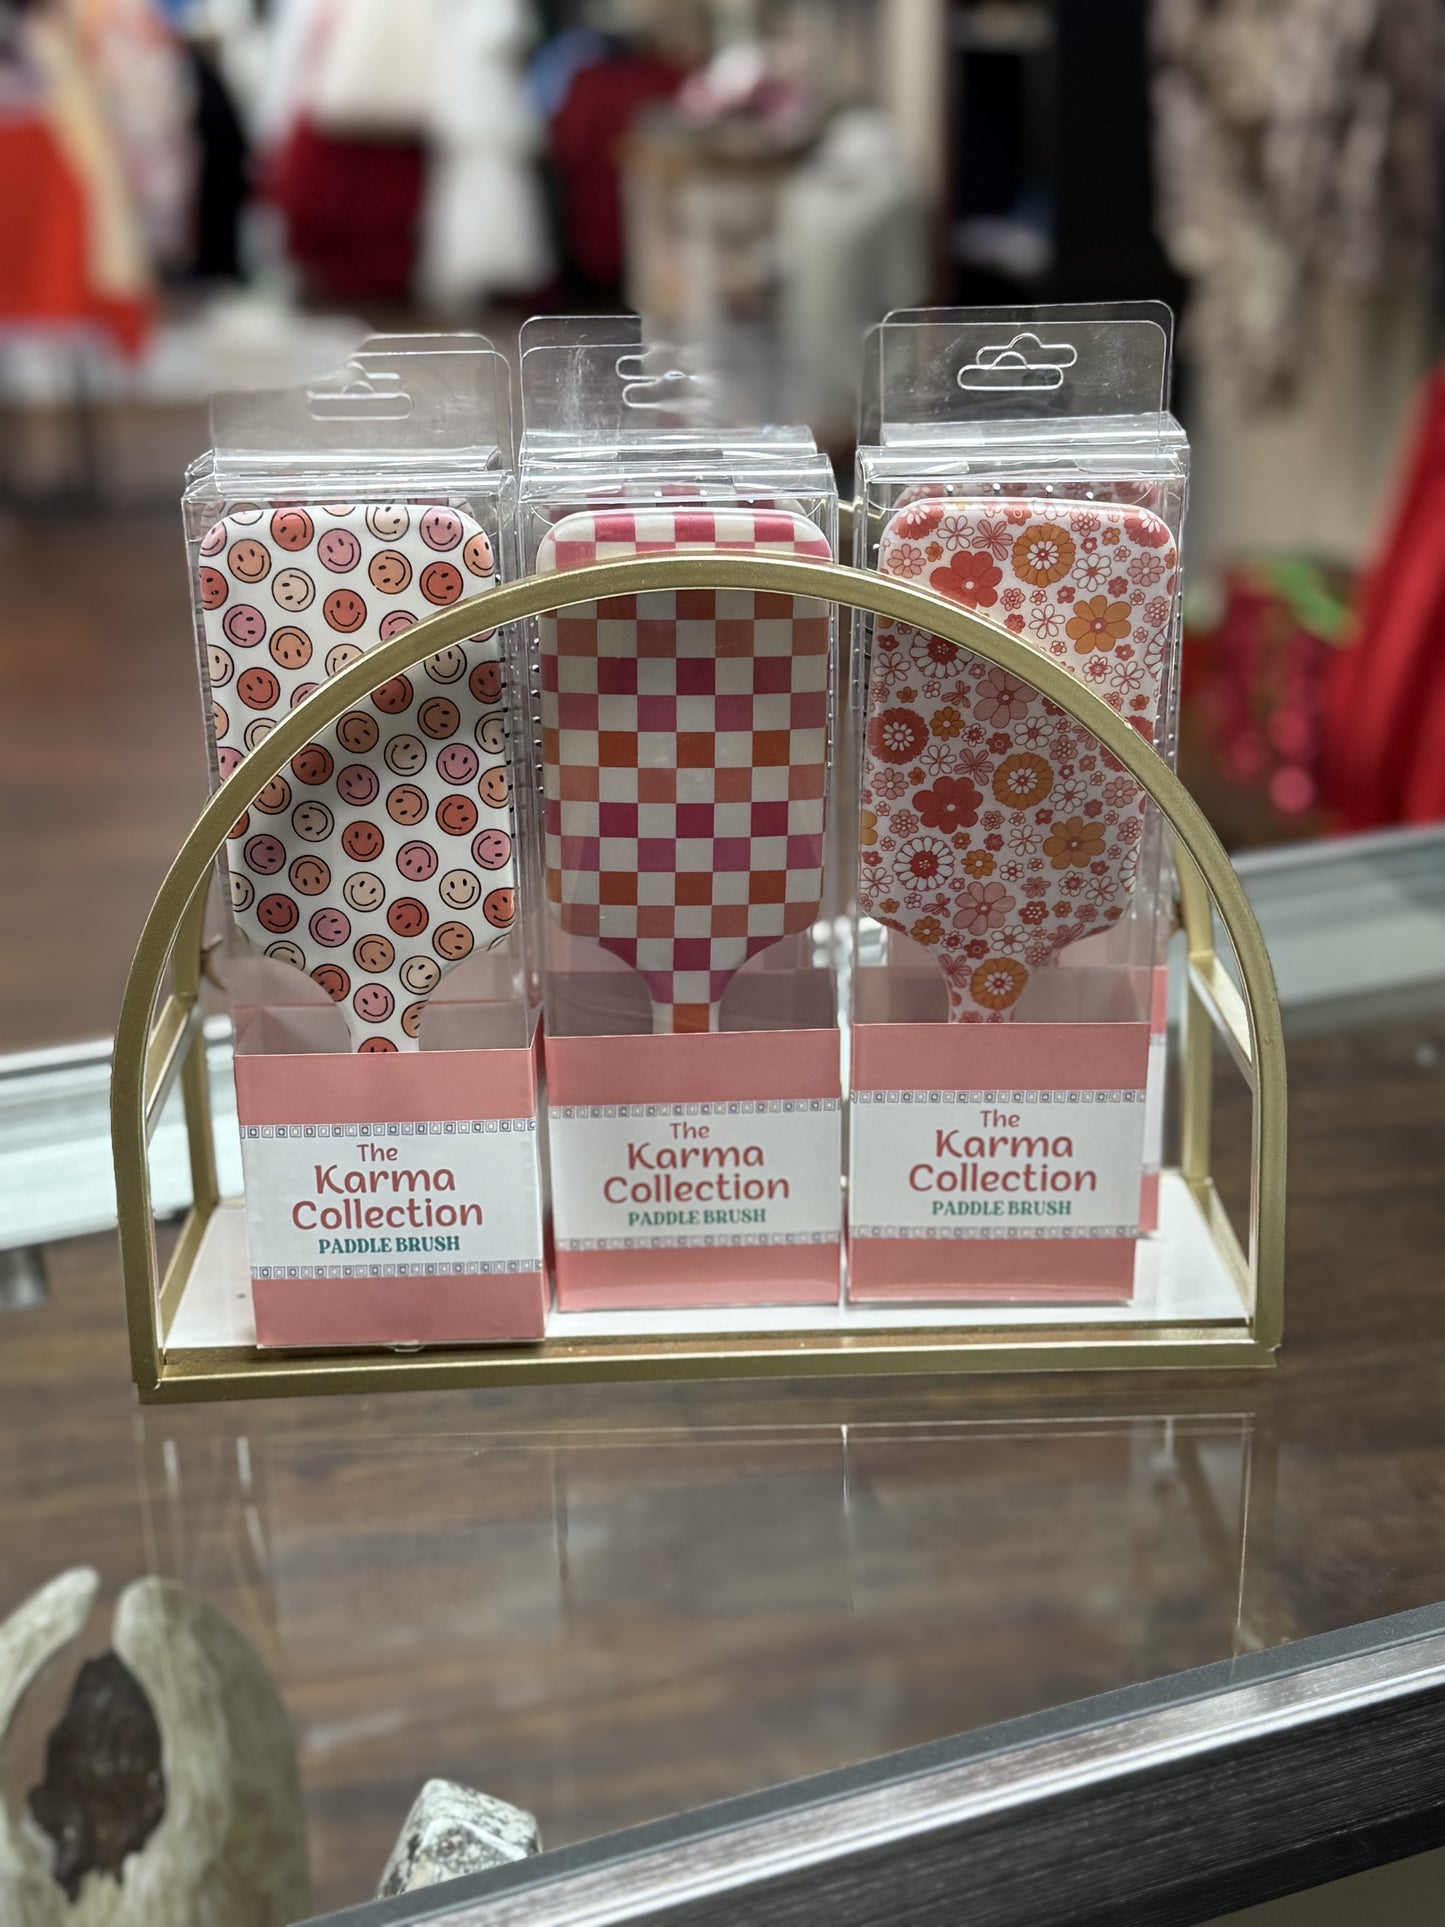 The
Karma
Collection
PADDLE BRUSH
The
Karma
Collection
PADDLE BRUSH
The
Karma
Collection
PADDLE BRUSH